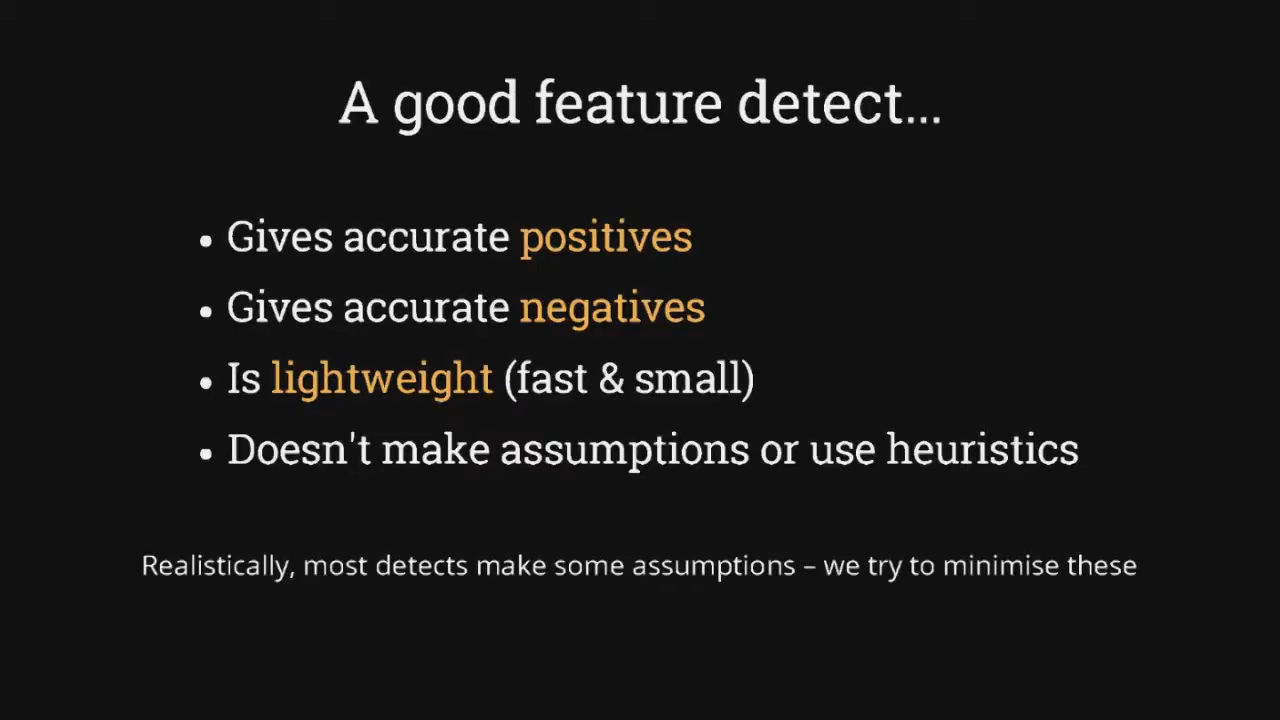 A good feature detect...
• Gives accurate positives
• Gives accurate negatives
• Is lightweight (fast & small)
• Doesn't make assumptions or use heuristics
Realistically, most detects make some assumptions – we try to minimise these